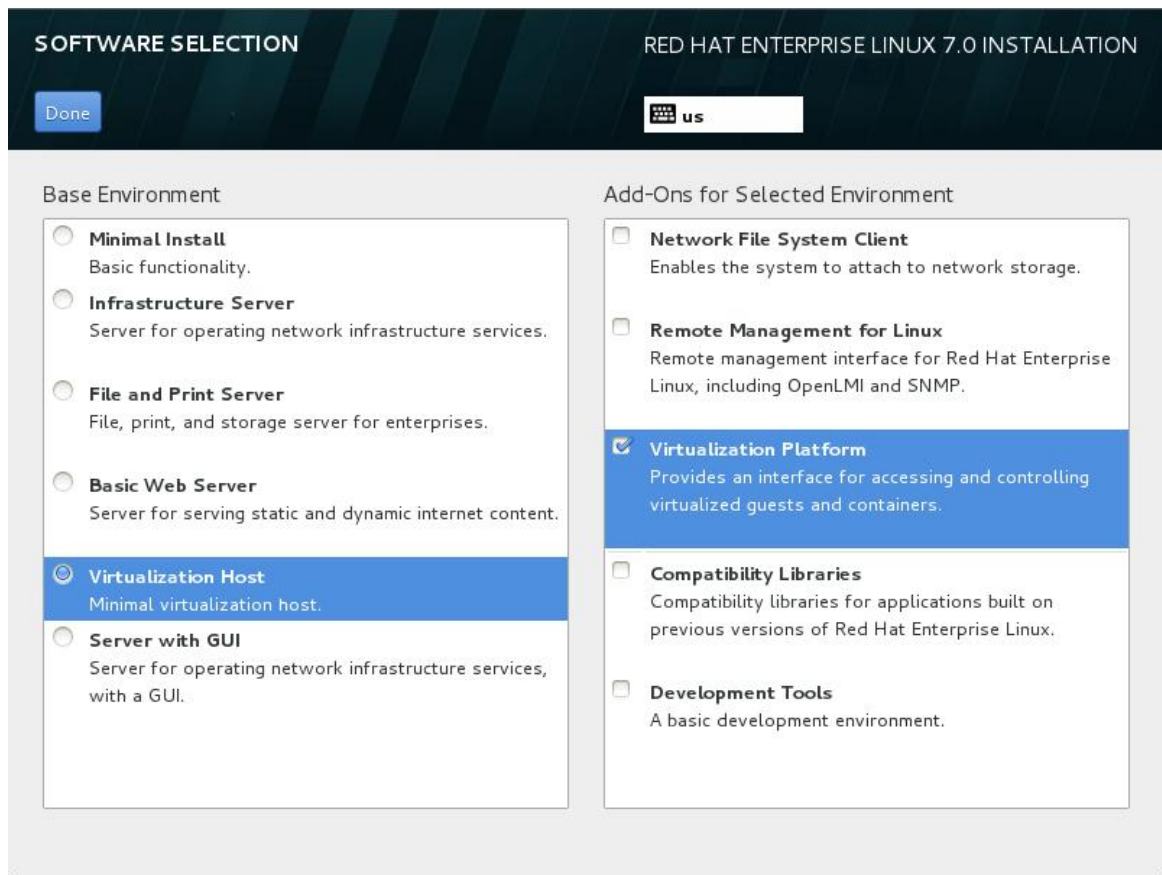 SOFTWARE SELECTION
RED HAT ENTERPRISE LINUX 7.0 INSTALLATION
Done
us
Base Environment
Minimal Install
Basic functionality.
Infrastructure Server
Server for operating network infrastructure services.
File and Print Server
File, print, and storage server for enterprises.
Basic Web Server
Server for serving static and dynamic internet content.
Virtualization Host
Minimal virtualization host.
Server with GUI
Server for operating network infrastructure services,
with a GUI.
Add-Ons for Selected Environment
Network File System Client
Enables the system to attach to network storage.
Remote Management for Linux
Remote management interface for Red Hat Enterprise
Linux, including OpenLMI and SNMP.
Virtualization Platform
Provides an interface for accessing and controlling
virtualized guests and containers.
Compatibility Libraries
Compatibility libraries for applications built on
previous versions of Red Hat Enterprise Linux.
Development Tools
A basic development environment.